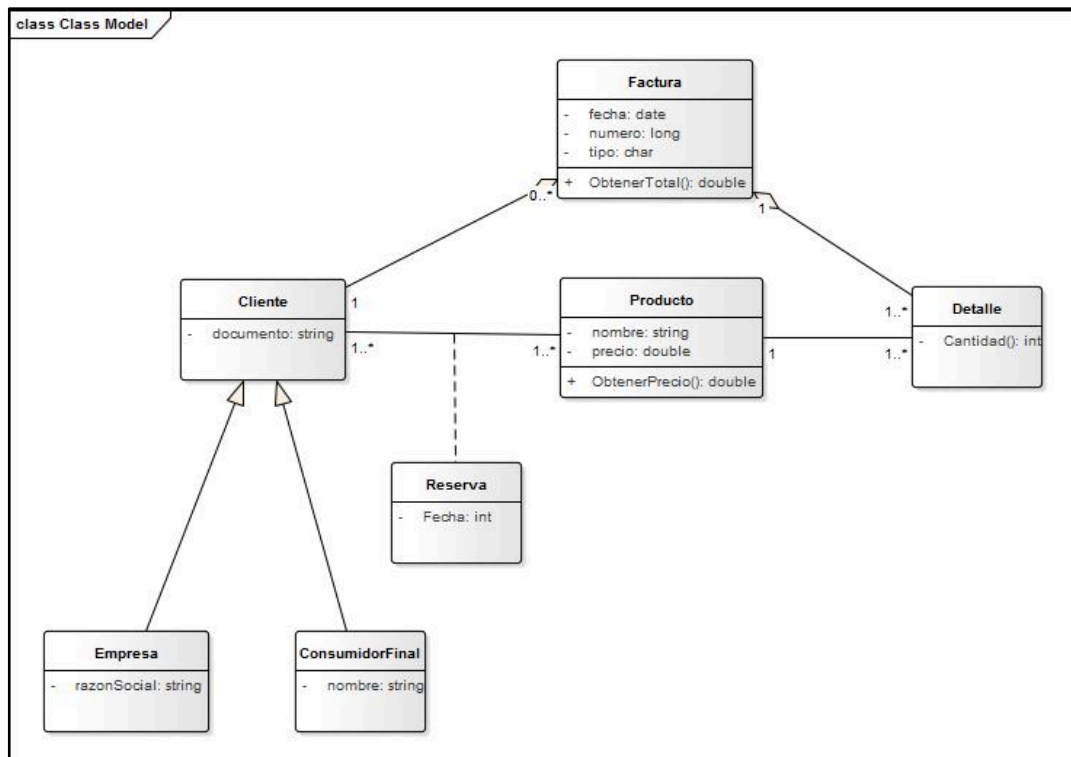 class Class Model
Factura
- fecha: date
- numero: long
- tipo: char
+ ObtenerTotal(): double
0..*
1
Cliente
- documento: string
1
1..*
Producto
- nombre: string
- precio: double
+ ObtenerPrecio(): double
1..*
1
Detalle
- Cantidad(): int
1..*
1..*
Reserva
- Fecha: int
Empresa
- razonSocial: string
ConsumidorFinal
- nombre: string